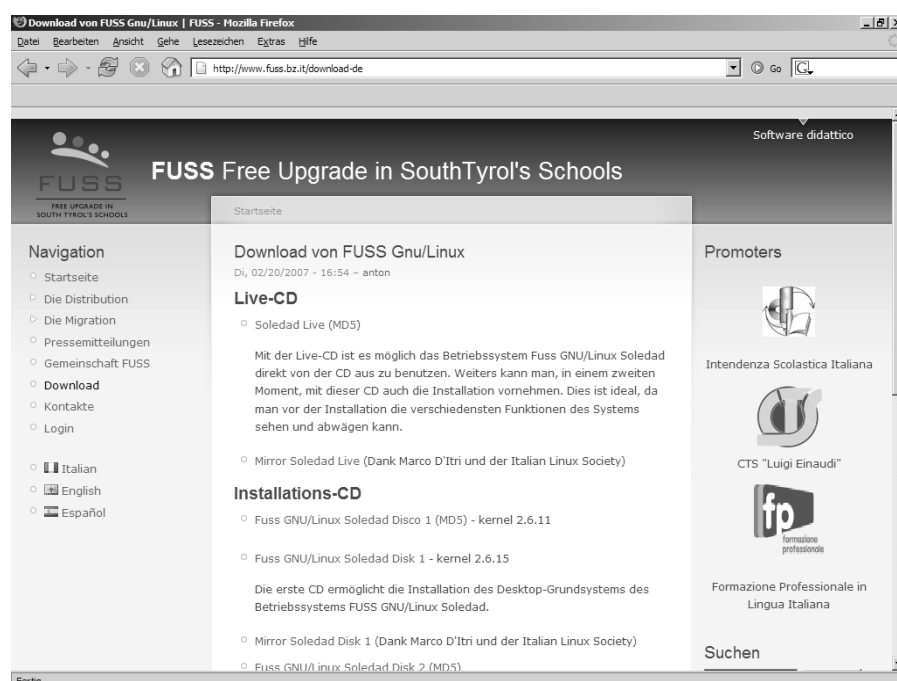 Download von FUSS Gnu/Linux | FUSS - Mozilla Firefox
Datei Bearbeiten Ansicht Gehe Lesezeichen Extras Hilfe
http://www.fuss.bz.it/download-de
Go
G
Software didattico
FUSS
FREE UPGRADE IN
SOUTH TYROL'S SCHOOLS
FUSS Free Upgrade in SouthTyrol's Schools
Startseite
Navigation
Startseite
Die Distribution
Die Migration
Pressemitteilungen
Gemeinschaft FUSS
Download
Kontakte
Login
Italian
English
Español
Download von FUSS Gnu/Linux
Di, 02/20/2007 - 16:54 – anton
Live-CD
Soledad Live (MD5)
Mit der Live-CD ist es möglich das Betriebssystem Fuss GNU/Linux Soledad
direkt von der CD aus zu benutzen. Weiters kann man, in einem zweiten
Moment, mit dieser CD auch die Installation vornehmen. Dies ist ideal, da
man vor der Installation die verschiedensten Funktionen des Systems
sehen und abwägen kann.
Mirror Soledad Live (Dank Marco D'Itri und der Italian Linux Society)
Installations-CD
Fuss GNU/Linux Soledad Disco 1 (MD5) - kernel 2.6.11
Fuss GNU/Linux Soledad Disk 1 - kernel 2.6.15
Die erste CD ermöglicht die Installation des Desktop-Grundsystems des
Betriebssystems FUSS GNU/Linux Soledad.
Mirror Soledad Disk 1 (Dank Marco D'Itri und der Italian Linux Society)
Fuss GNU/Linux Soledad Disk 2 (MD5)
Promoters
Intendenza Scolastica Italiana
CTS "Luigi Einaudi"
fp
formazione
professionale
Formazione Professionale in
Lingua Italiana
Suchen
Fertig